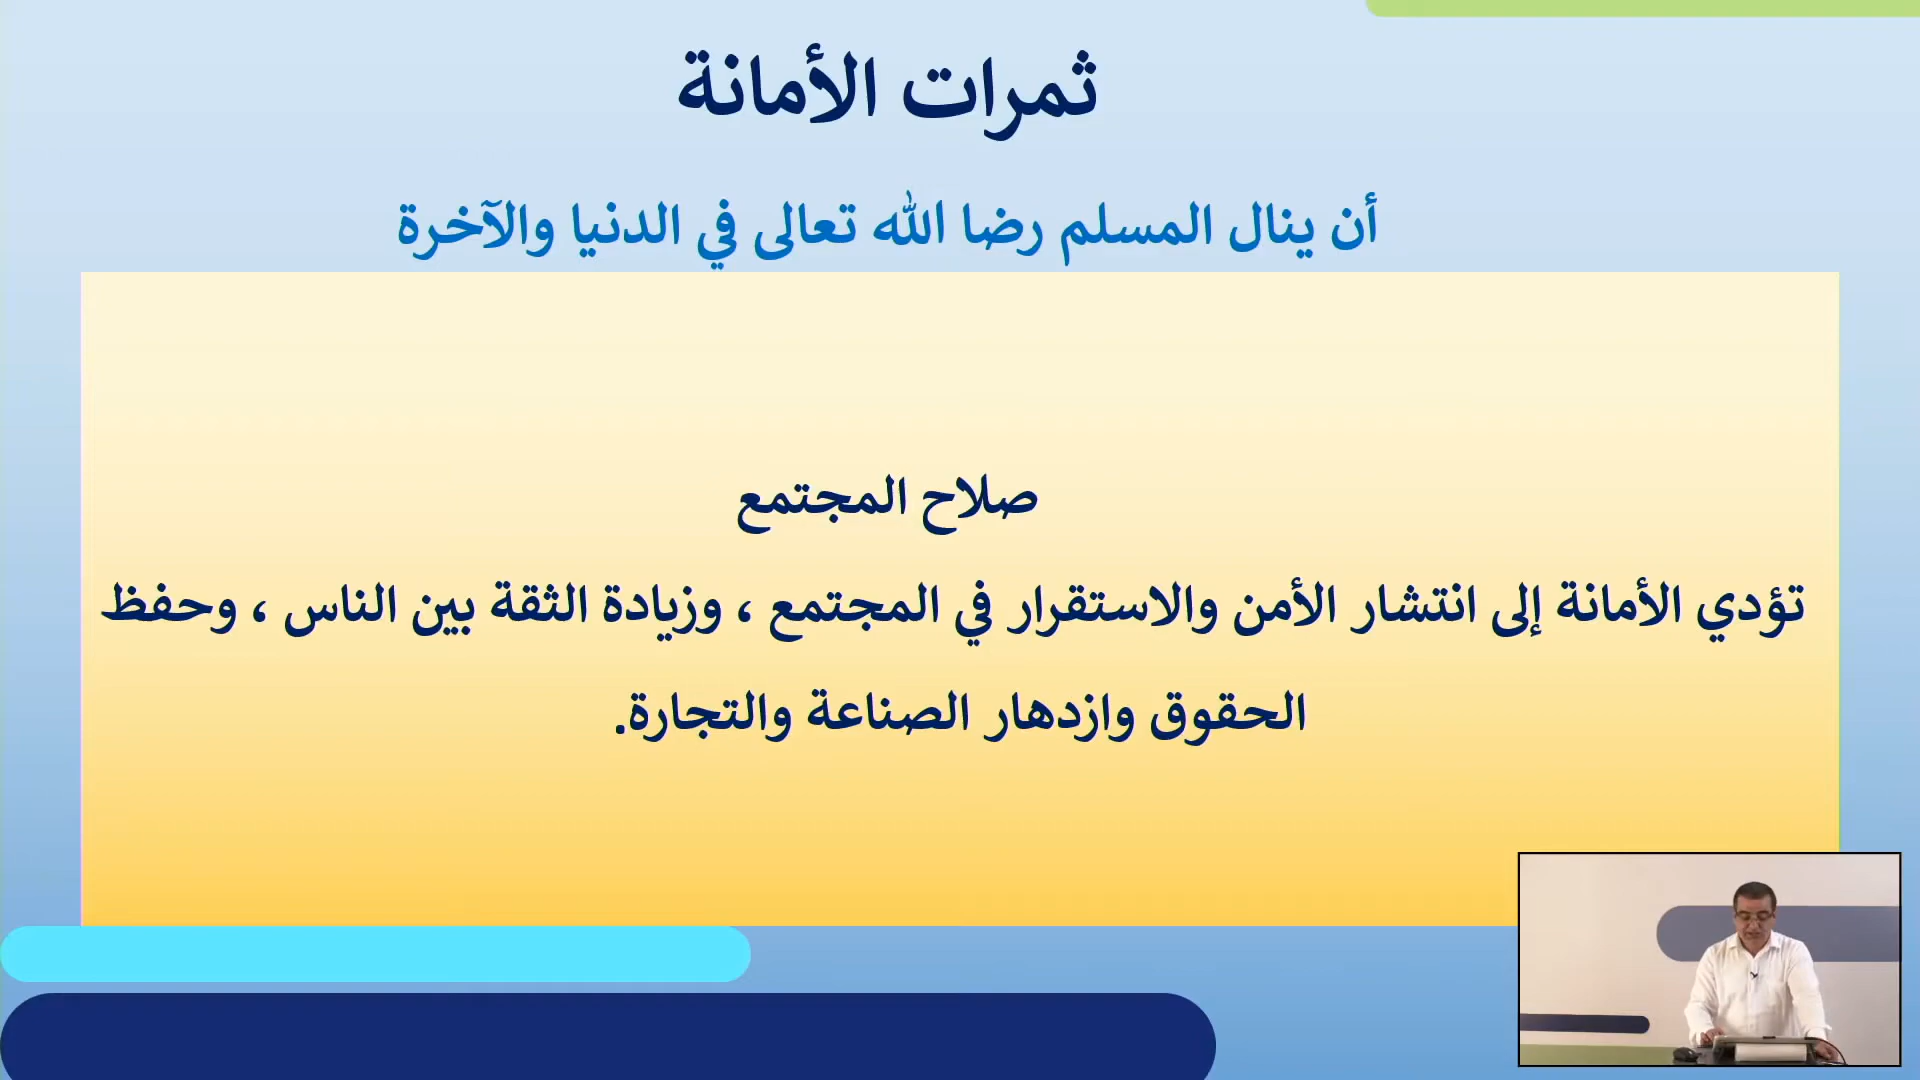 ثمرات الأمانة
أن ينال المسلم رضا الله تعالى في الدنيا والآخرة
صلاح المجتمع
تؤدي الأمانة إلى انتشار الأمن والاستقرار في المجتمع ، وزيادة الثقة بين الناس ، وحفظ
الحقوق وازدهار الصناعة والتجارة.